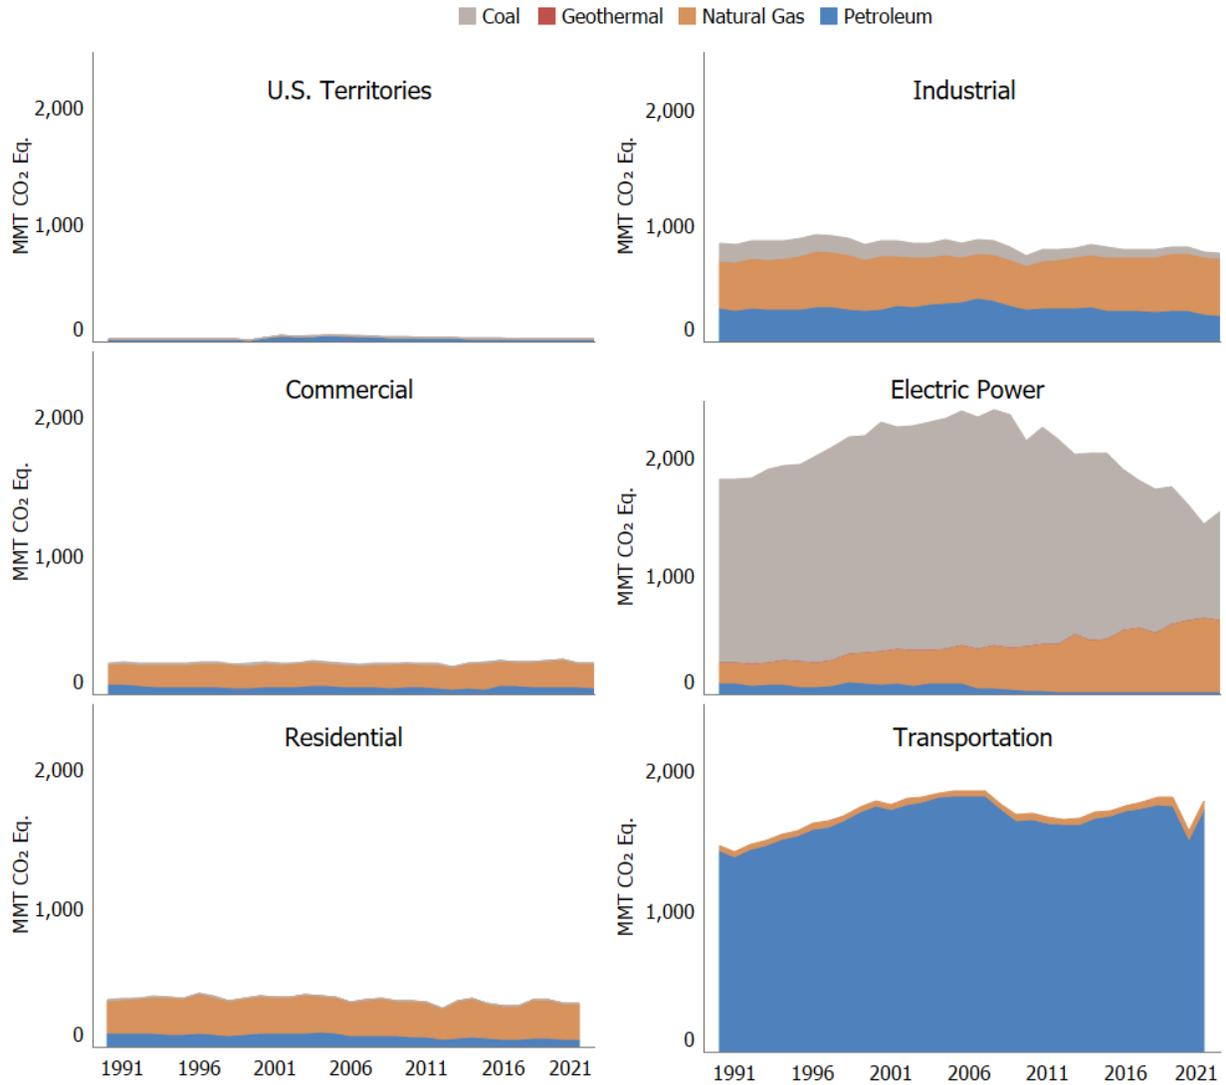 Coal Geothermal Natural Gas Petroleum
U.S. Territories
MMT CO₂ Eq.
2,000
1,000
0
Industrial
MMT CO₂ Eq.
2,000
1,000
0
Commercial
MMT CO₂ Eq.
2,000
1,000
0
Electric Power
MMT CO₂ Eq.
2,000
1,000
0
Residential
MMT CO₂ Eq.
2,000
1,000
0
1991 1996 2001 2006 2011 2016 2021
Transportation
MMT CO₂ Eq.
2,000
1,000
0
1991 1996 2001 2006 2011 2016 2021